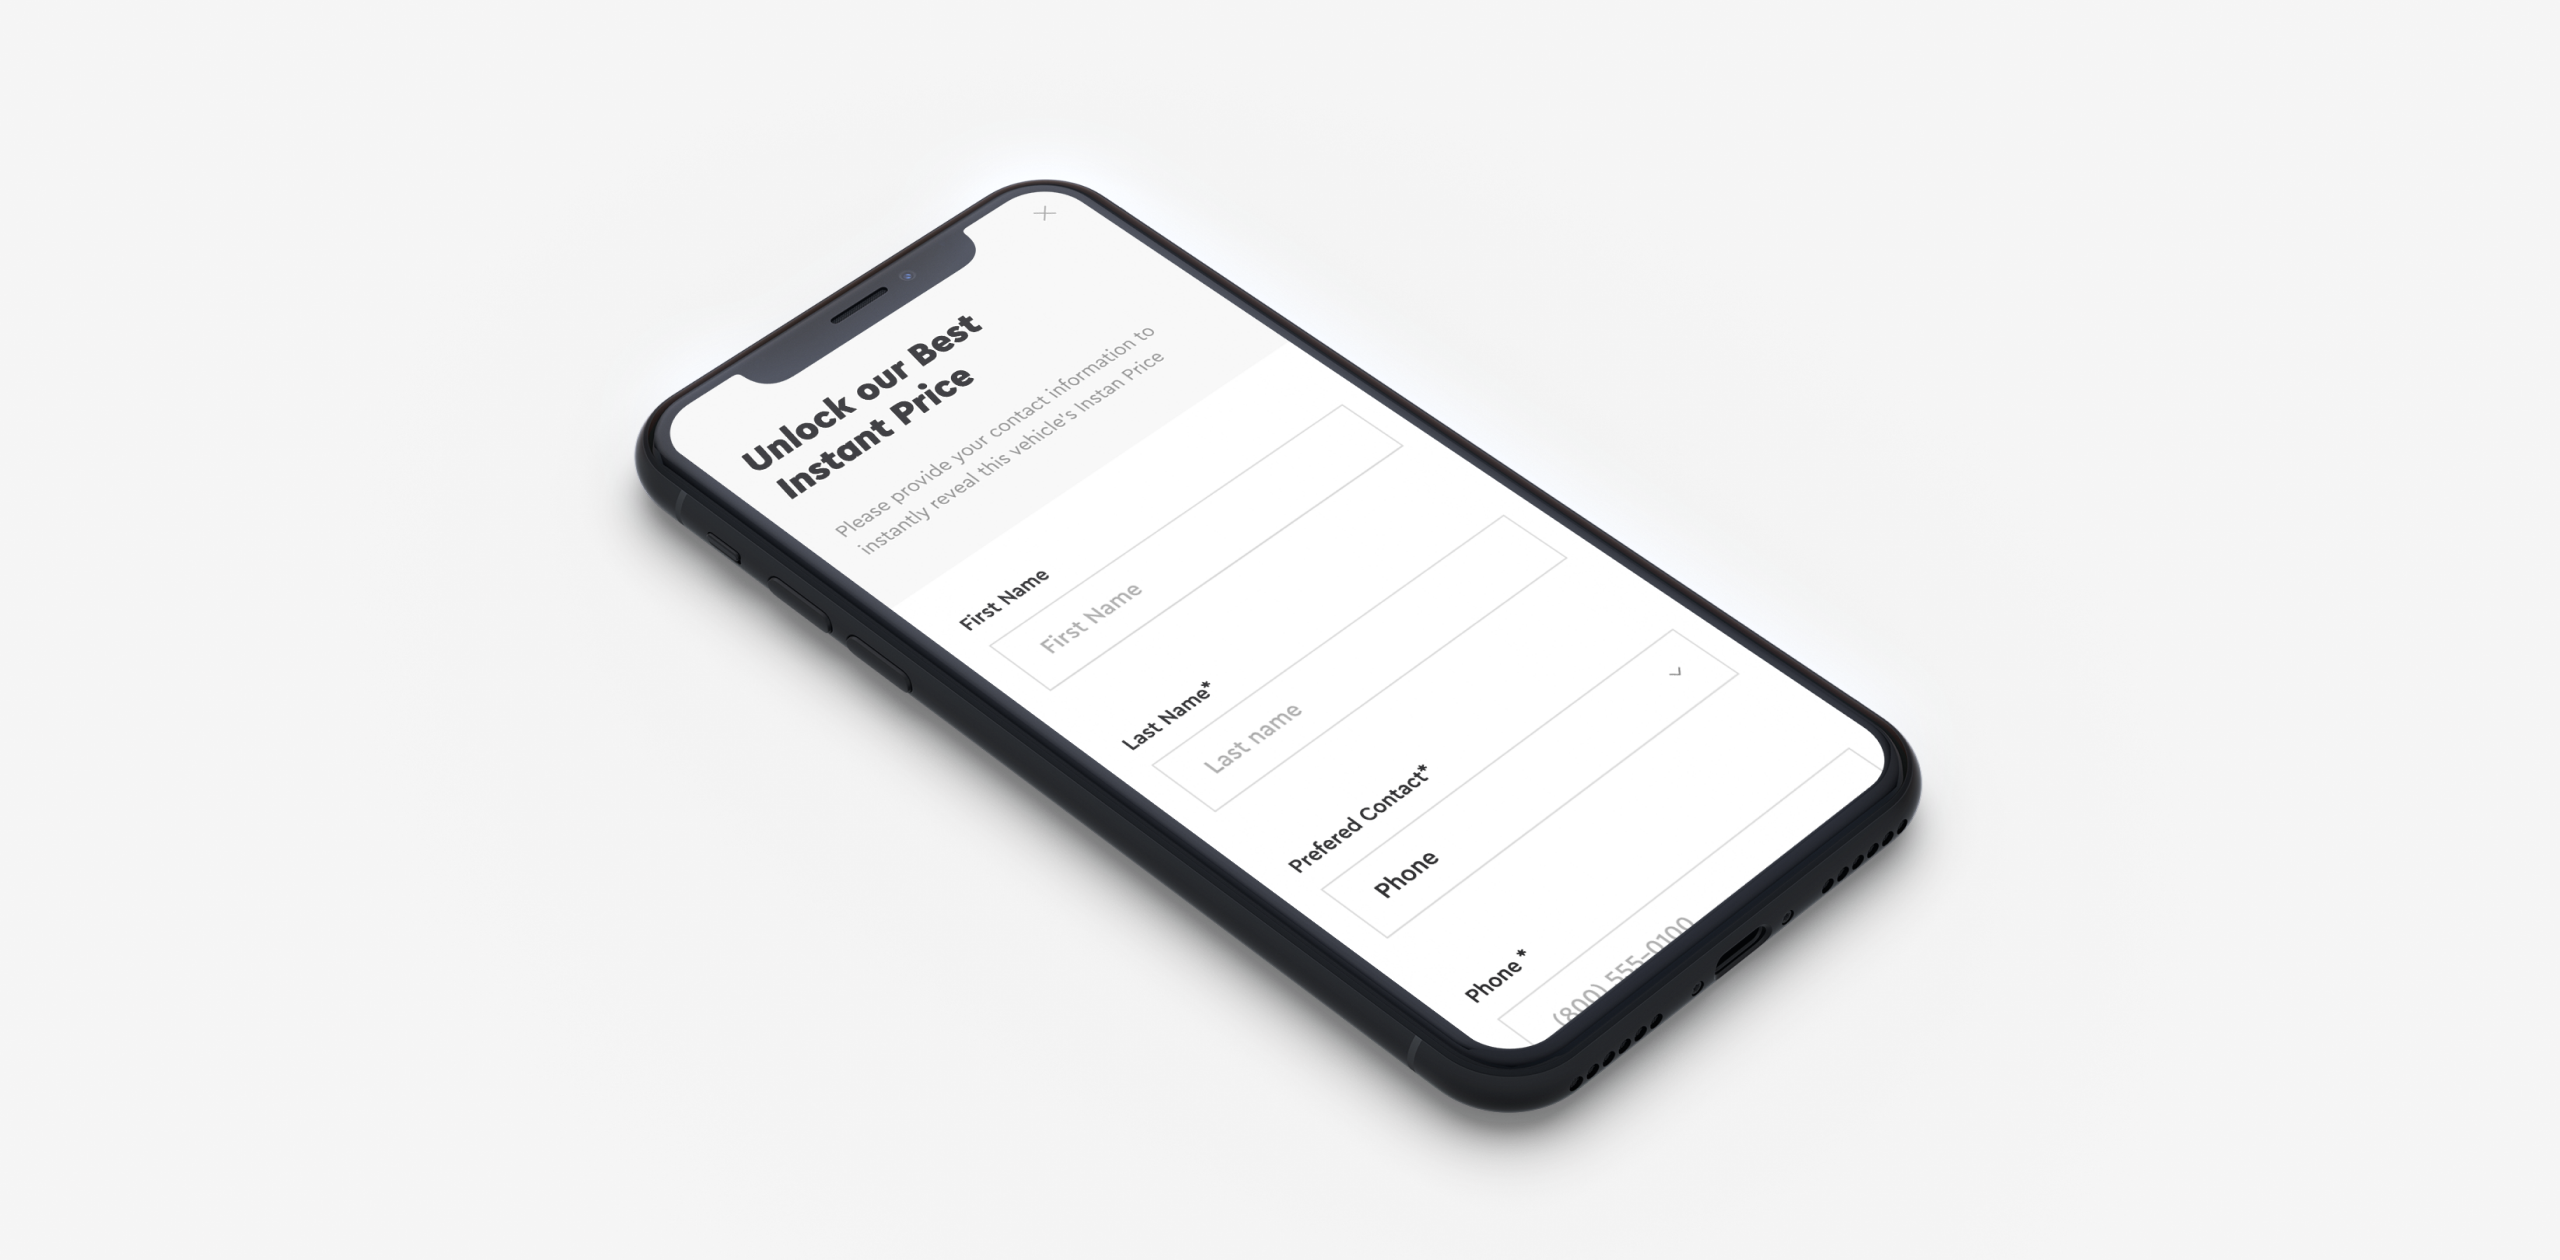 Unlock our Best
Instant Price
Please provide your contact information to
instantly reveal this vehicle's Instan Price
First Name
First Name
Last Name*
Last name
Prefered Contact*
Phone
Phone *
(800) 555-0100